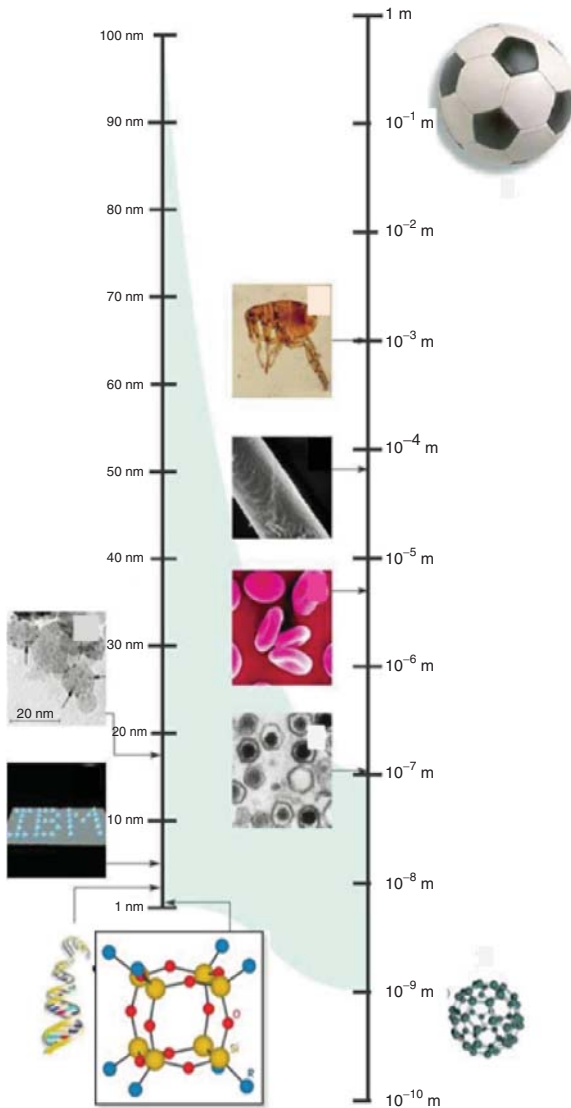 100 nm
90 nm
80 nm
70 nm
60 nm
50 nm
40 nm
30 nm
20 nm
10 nm
1 nm
20 nm
IBM
O
Si
R
1 m
10⁻¹ m
10⁻² m
10⁻³ m
10⁻⁴ m
10⁻⁵ m
10⁻⁶ m
10⁻⁷ m
10⁻⁸ m
10⁻⁹ m
10⁻¹⁰ m